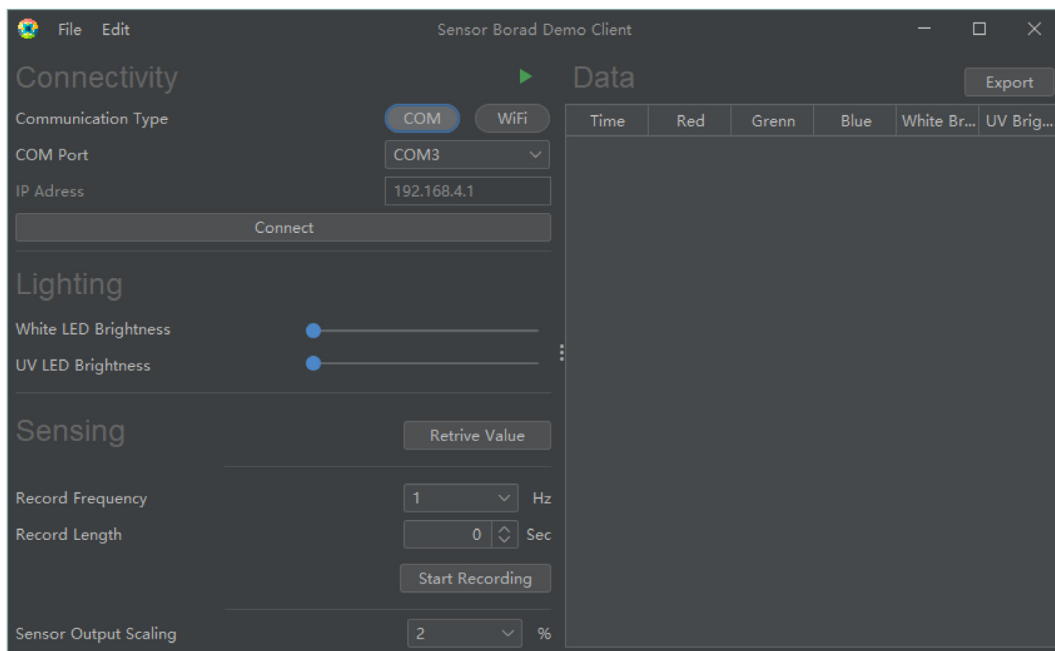 File Edit Sensor Borad Demo Client
Connectivity
Communication Type COM WiFi
COM Port COM3
IP Adress 192.168.4.1
Connect
Lighting
White LED Brightness
UV LED Brightness
Sensing Retrive Value
Record Frequency 1 Hz
Record Length 0 Sec
Start Recording
Sensor Output Scaling 2 %
Data Export
Time Red Grenn Blue White Br... UV Brig...